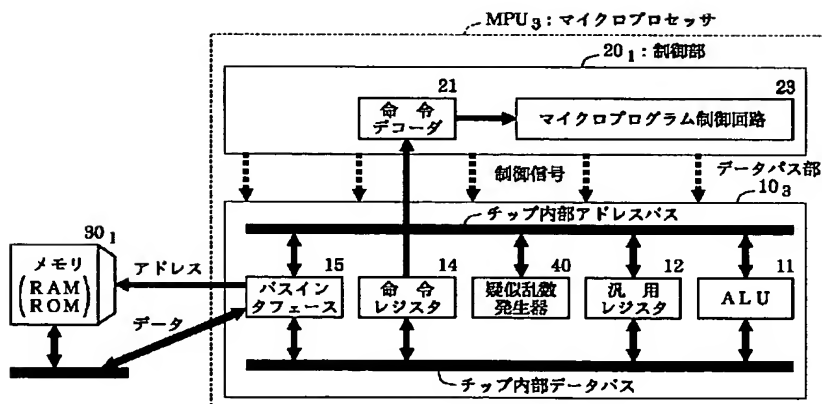 MPU₃:マイクロプロセッサ
20₁:制御部
21
命令
デコーダ
23
マイクロプログラム制御回路
制御信号
データパス部
10₃
チップ内部アドレスバス
30₁
メモリ
(RAM
ROM)
アドレス
データ
15
バスイン
タフェース
14
命令
レジスタ
40
疑似乱数
発生器
12
汎用
レジスタ
11
ALU
チップ内部データバス